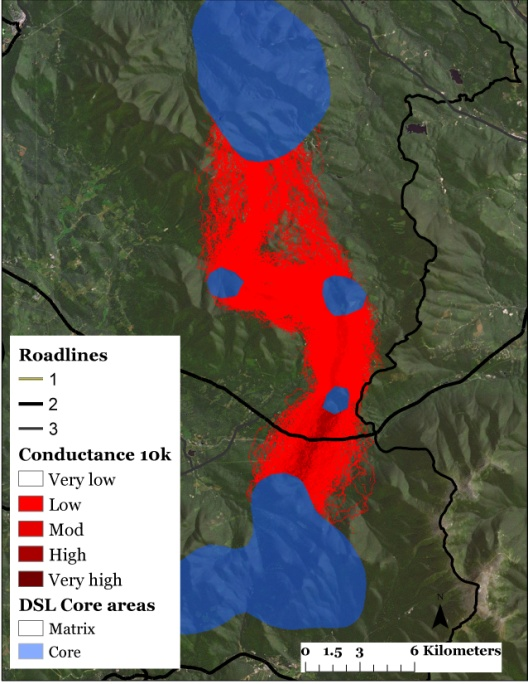 Roadlines
1
2
3
Conductance 10k
Very low
Low
Mod
High
Very high
DSL Core areas
Matrix
Core
N
0 1.5 3 6 Kilometers